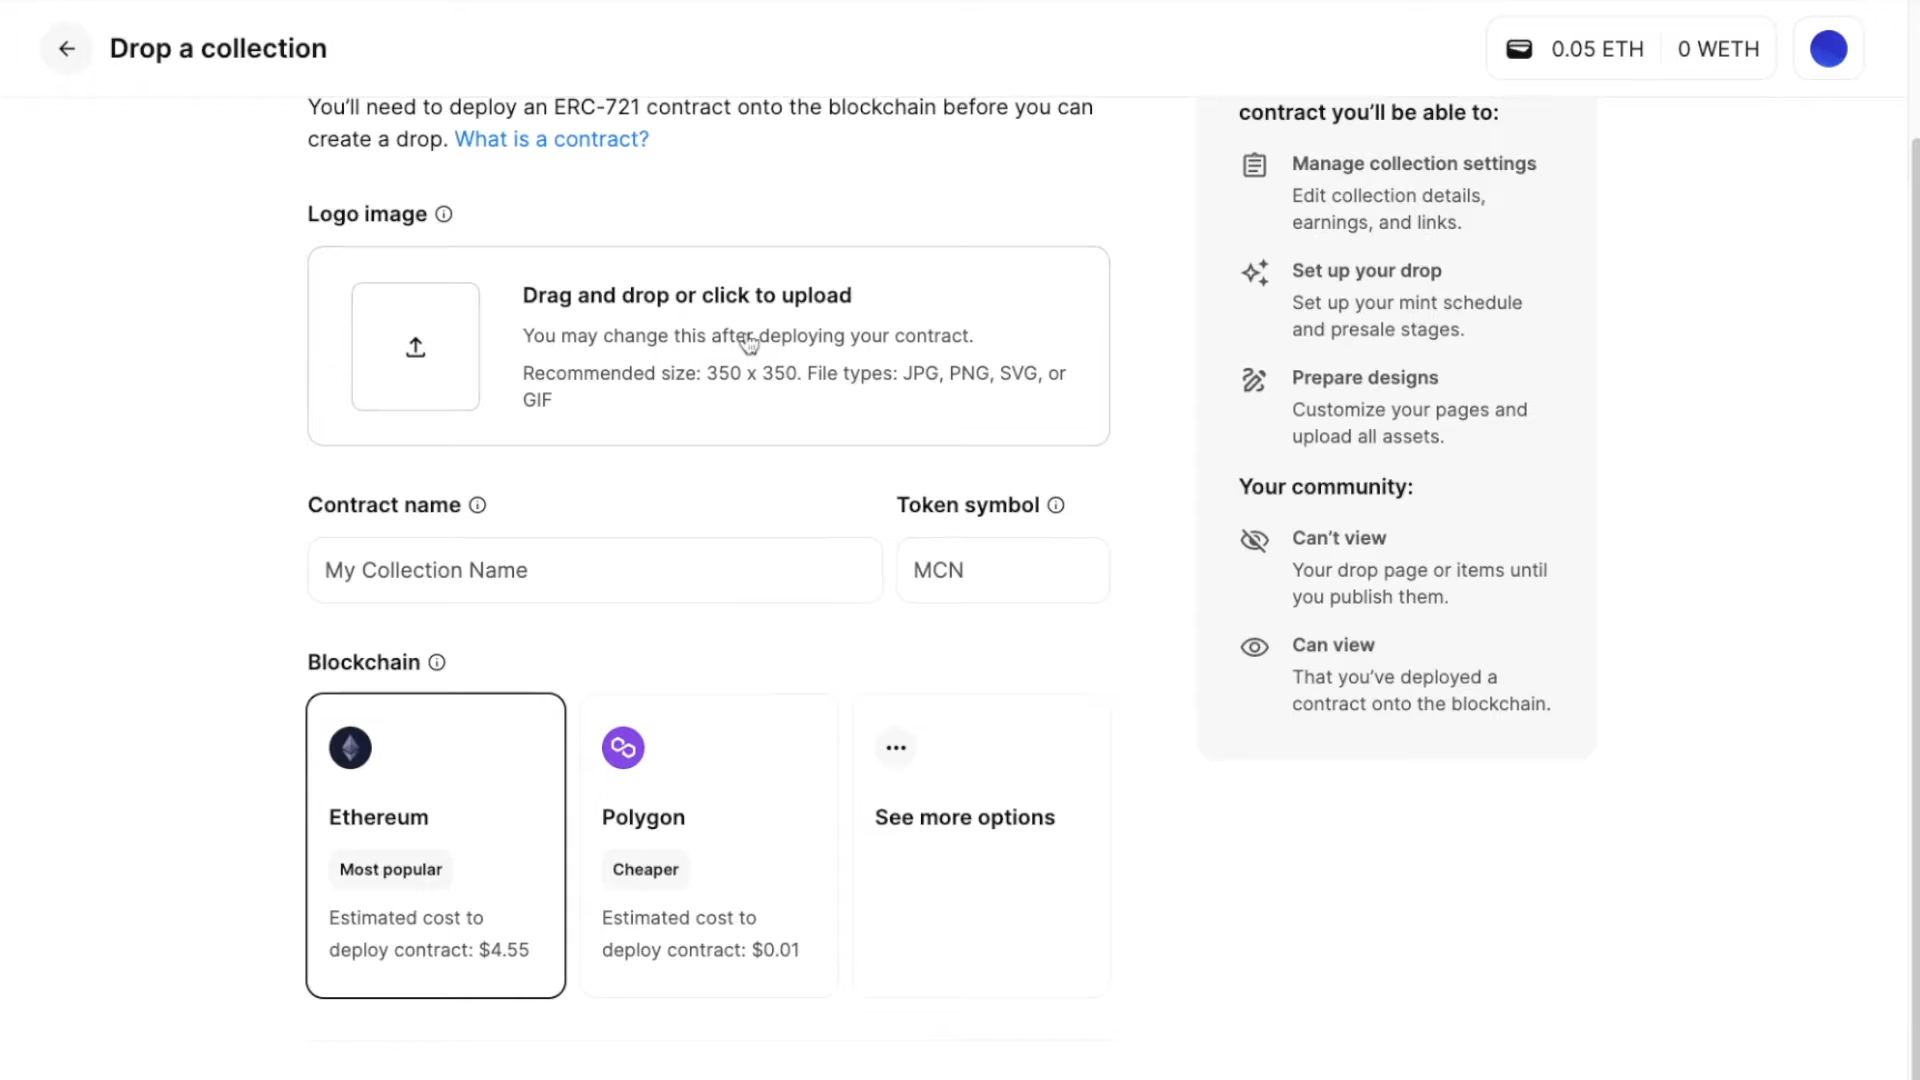 Drop a collection
0.05 ETH
0 WETH
You'll need to deploy an ERC-721 contract onto the blockchain before you can
create a drop. What is a contract?
Logo image
Drag and drop or click to upload
You may change this after deploying your contract.
Recommended size: 350 x 350. File types: JPG, PNG, SVG, or
GIF
Contract name
Token symbol
My Collection Name
MCN
Blockchain
Ethereum
Most popular
Estimated cost to
deploy contract: $4.55
Polygon
Cheaper
Estimated cost to
deploy contract: $0.01
See more options
contract you'll be able to:
Manage collection settings
Edit collection details,
earnings, and links.
Set up your drop
Set up your mint schedule
and presale stages.
Prepare designs
Customize your pages and
upload all assets.
Your community:
Can't view
Your drop page or items until
you publish them.
Can view
That you've deployed a
contract onto the blockchain.